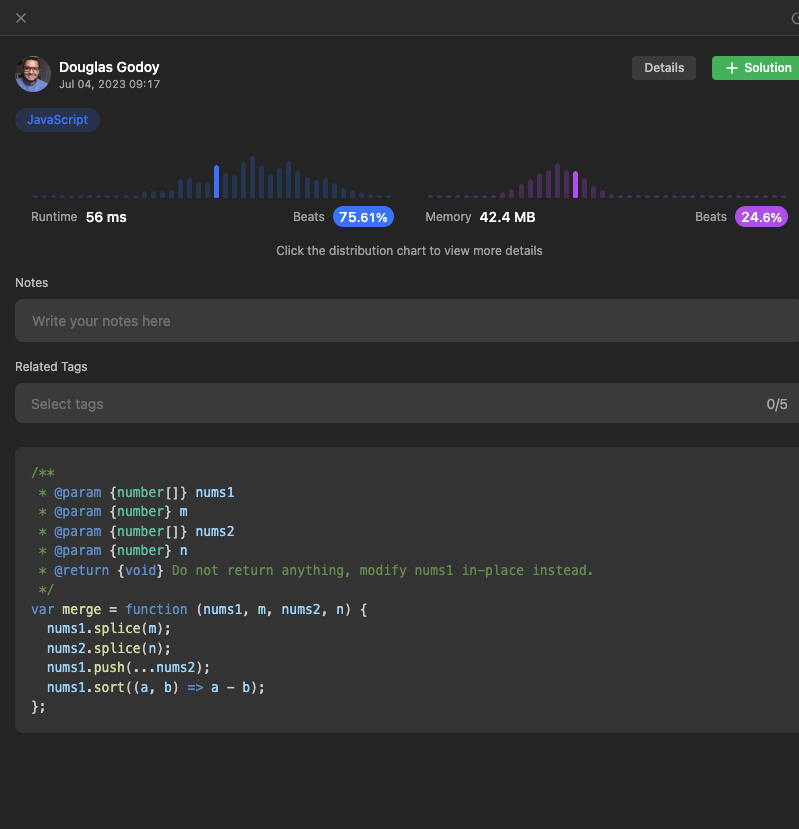 Douglas Godoy
Jul 04, 2023 09:17
Details
+ Solution
JavaScript
Runtime 56 ms
Beats 75.61%
Memory 42.4 MB
Beats 24.6%
Click the distribution chart to view more details
Notes
Write your notes here
Related Tags
Select tags
0/5
/**
 * @param {number[]} nums1
 * @param {number} m
 * @param {number[]} nums2
 * @param {number} n
 * @return {void} Do not return anything, modify nums1 in-place instead.
 */
var merge = function (nums1, m, nums2, n) {
  nums1.splice(m);
  nums2.splice(n);
  nums1.push(...nums2);
  nums1.sort((a, b) => a - b);
};